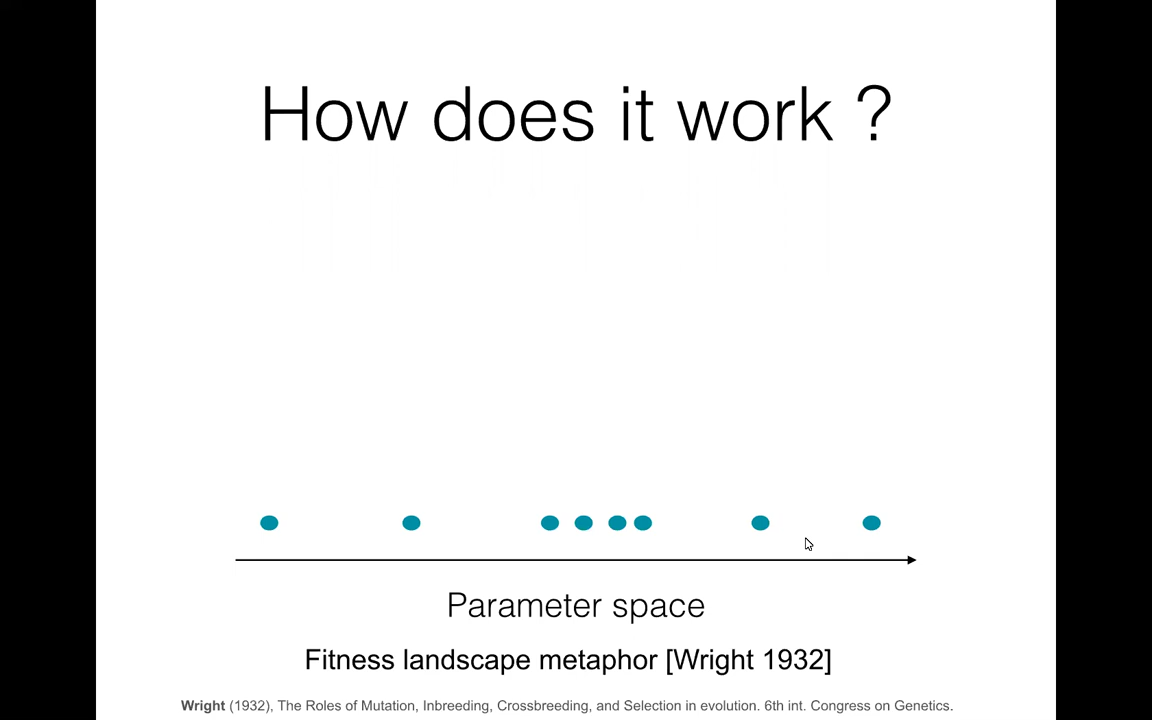 How does it work ?
Parameter space
Fitness landscape metaphor [Wright 1932]
Wright (1932), The Roles of Mutation, Inbreeding, Crossbreeding, and Selection in evolution. 6th int. Congress on Genetics.